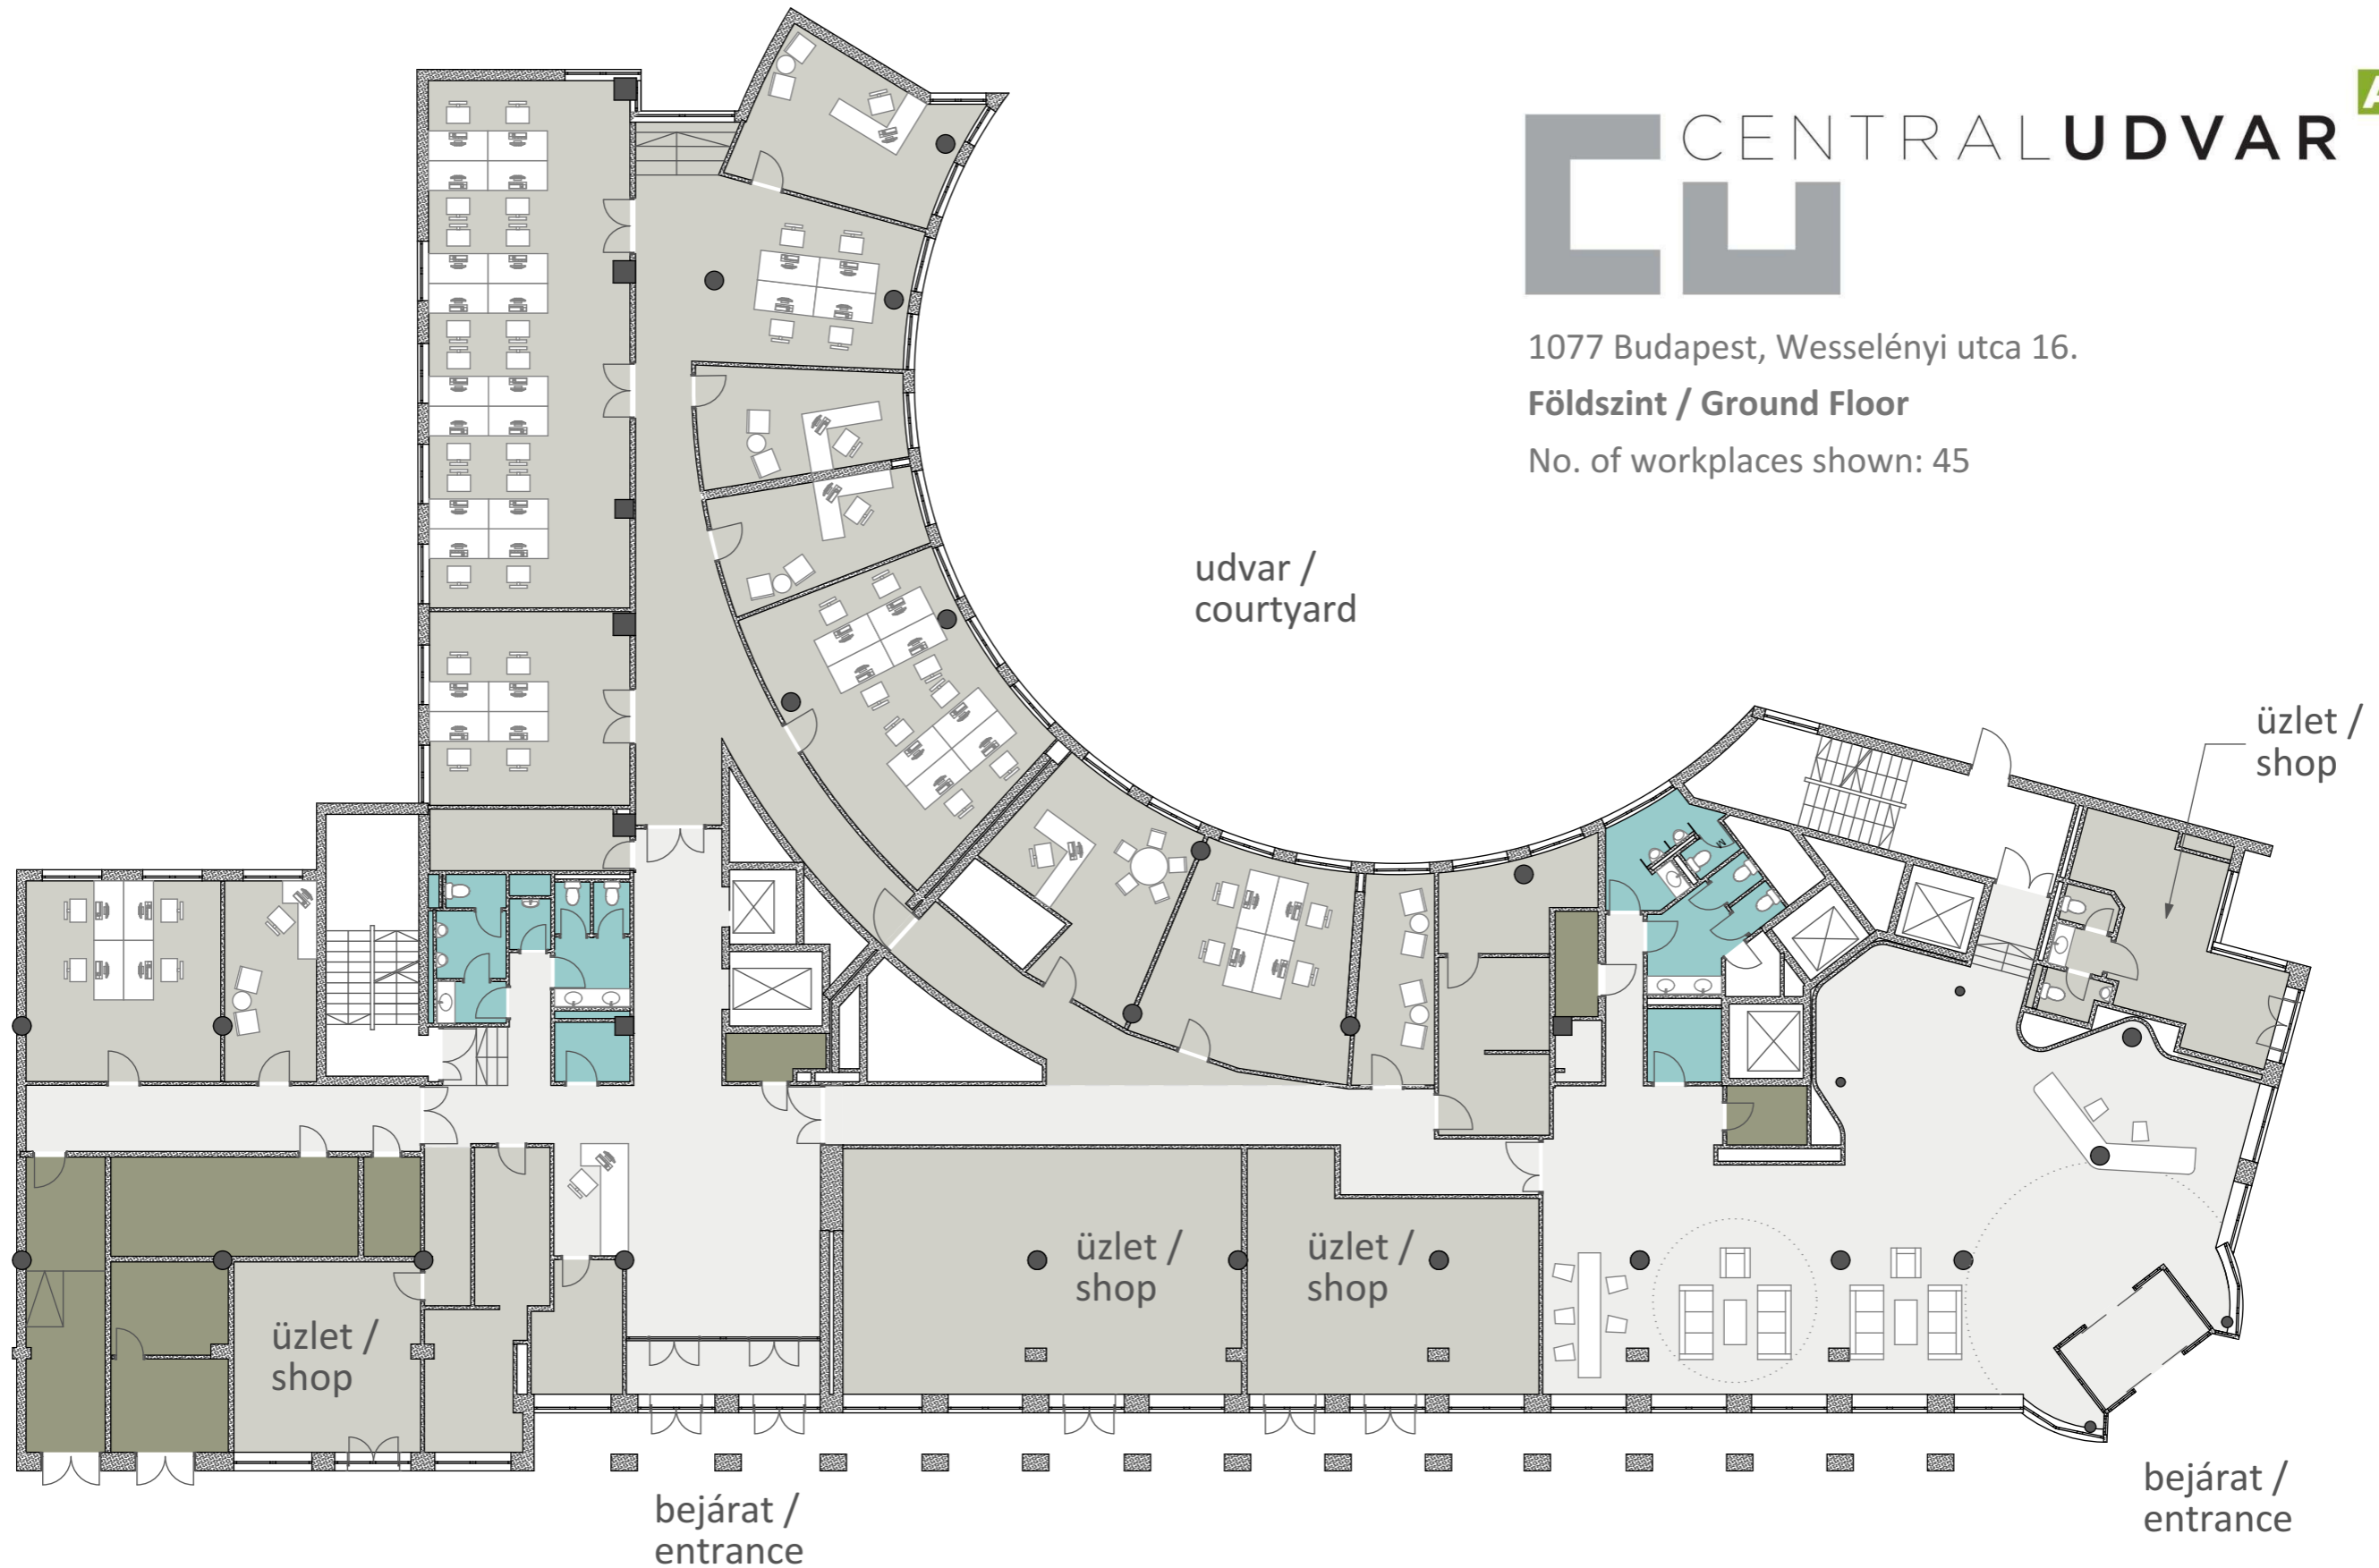 CENTRALUDVAR
A
1077 Budapest, Wesselényi utca 16.
Földszint / Ground Floor
No. of workplaces shown: 45
udvar /
courtyard
üzlet /
shop
üzlet /
shop
üzlet /
shop
üzlet /
shop
bejárat /
entrance
bejárat /
entrance